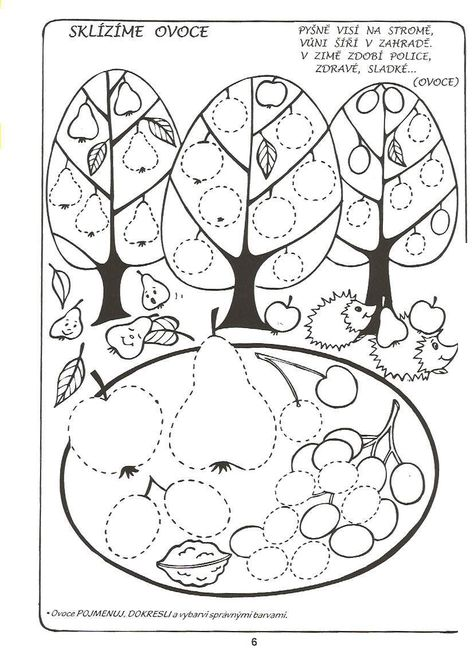 SKLÍZÍME OVOCE
PYŠNĚ VISÍ NA STROMĚ,
VŮNI ŠÍŘÍ V ZAHRADĚ.
V ZIMĚ ZDOBÍ POLICE,
ZDRAVÉ, SLADKÉ...
(OVOCE)
• Ovoce POJMENUJ, DOKRESLI a vybarvi správnými barvami.
6